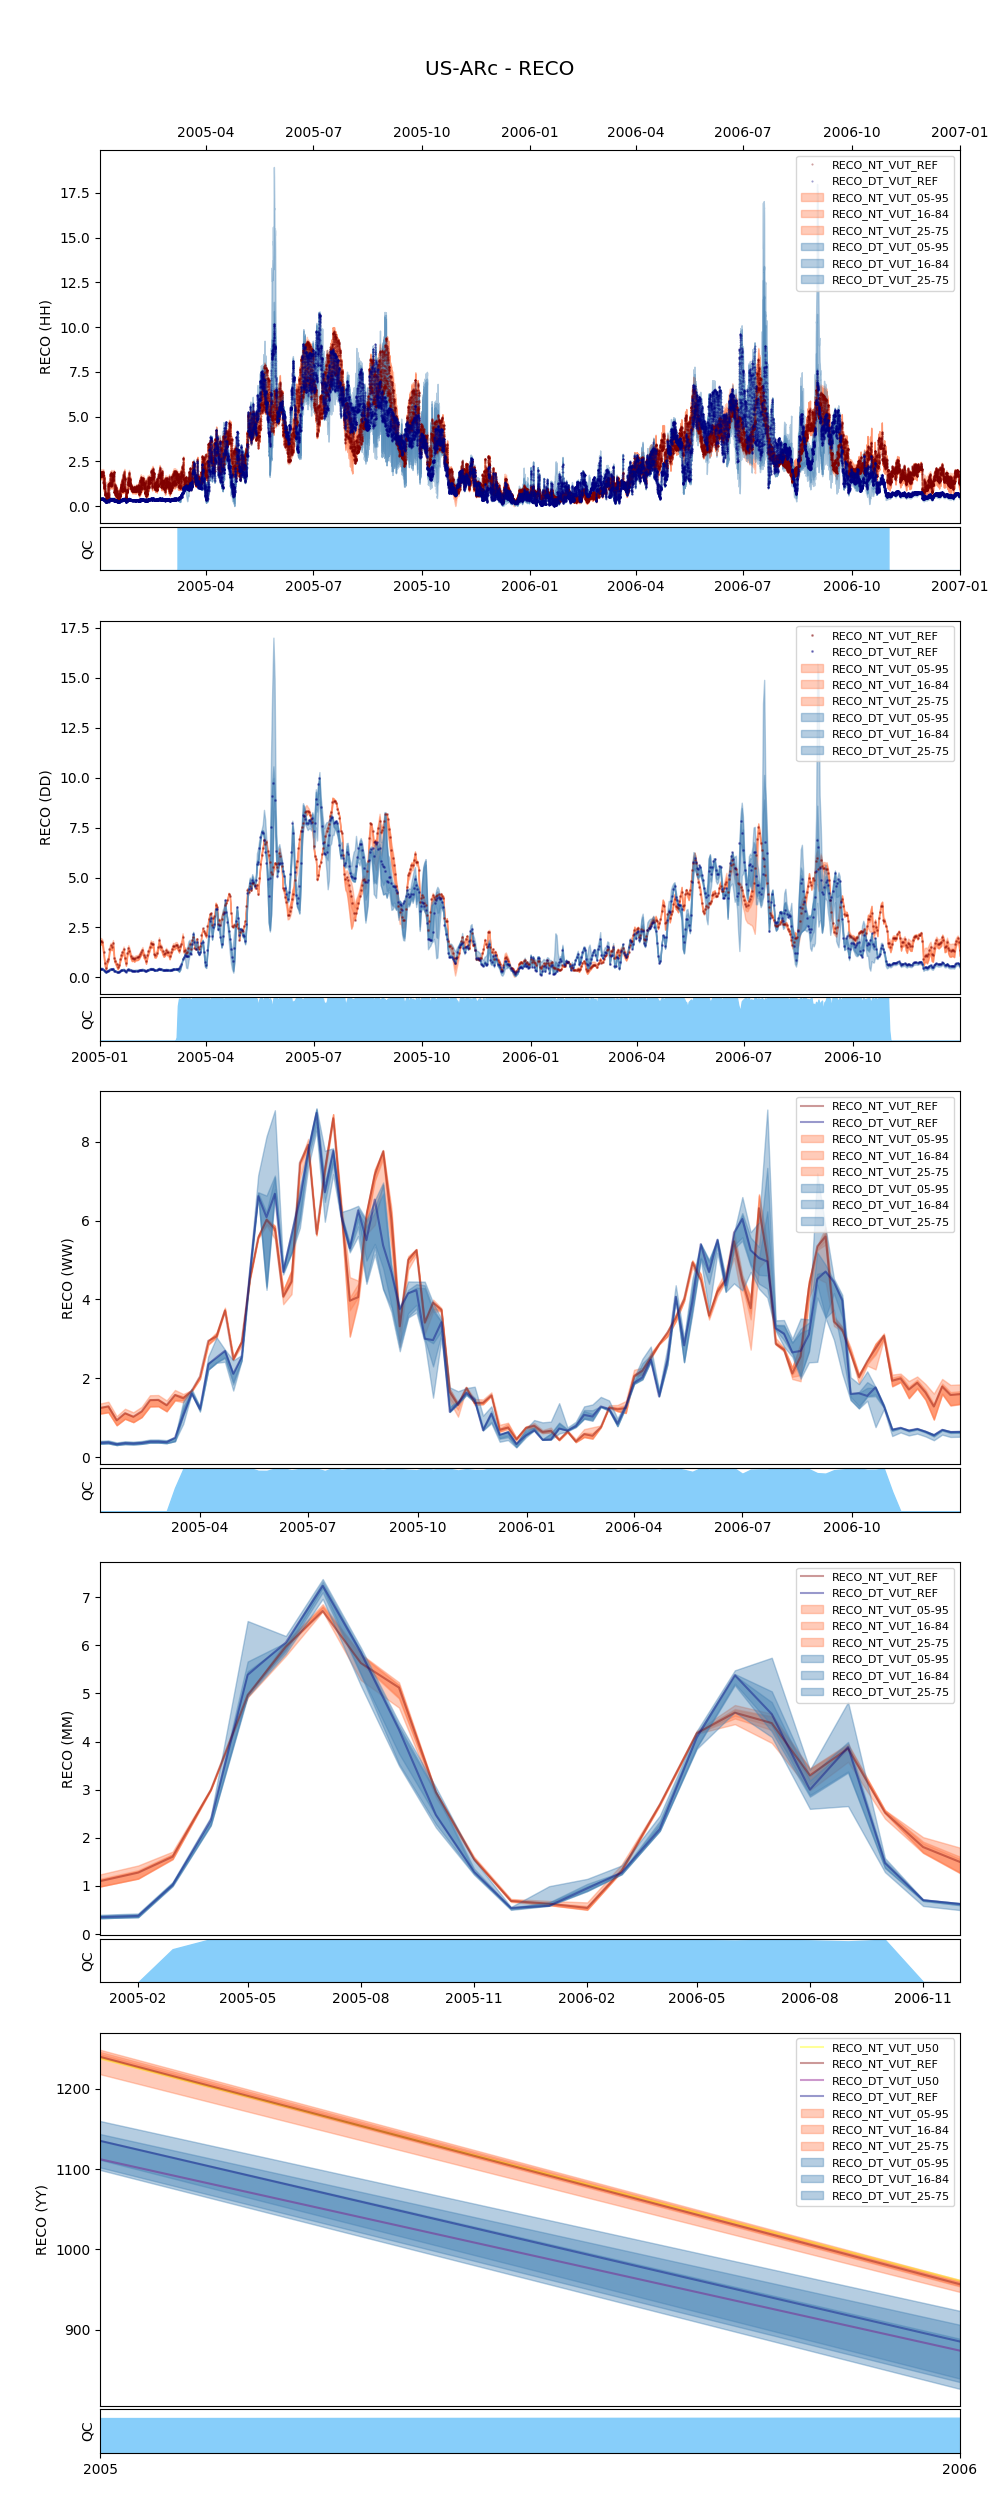 US-ARc - RECO
2005-04 2005-07 2005-10 2006-01 2006-04 2006-07 2006-10 2007-01
RECO_NT_VUT_REF
RECO_DT_VUT_REF
RECO_NT_VUT_05-95
RECO_NT_VUT_16-84
RECO_NT_VUT_25-75
RECO_DT_VUT_05-95
RECO_DT_VUT_16-84
RECO_DT_VUT_25-75
17.5
15.0
12.5
10.0
7.5
5.0
2.5
0.0
RECO (HH)
QC
2005-04 2005-07 2005-10 2006-01 2006-04 2006-07 2006-10 2007-01
RECO_NT_VUT_REF
RECO_DT_VUT_REF
RECO_NT_VUT_05-95
RECO_NT_VUT_16-84
RECO_NT_VUT_25-75
RECO_DT_VUT_05-95
RECO_DT_VUT_16-84
RECO_DT_VUT_25-75
17.5
15.0
12.5
10.0
7.5
5.0
2.5
0.0
RECO (DD)
QC
2005-01 2005-04 2005-07 2005-10 2006-01 2006-04 2006-07 2006-10
RECO_NT_VUT_REF
RECO_DT_VUT_REF
RECO_NT_VUT_05-95
RECO_NT_VUT_16-84
RECO_NT_VUT_25-75
RECO_DT_VUT_05-95
RECO_DT_VUT_16-84
RECO_DT_VUT_25-75
8
6
4
2
0
RECO (WW)
QC
2005-04 2005-07 2005-10 2006-01 2006-04 2006-07 2006-10
RECO_NT_VUT_REF
RECO_DT_VUT_REF
RECO_NT_VUT_05-95
RECO_NT_VUT_16-84
RECO_NT_VUT_25-75
RECO_DT_VUT_05-95
RECO_DT_VUT_16-84
RECO_DT_VUT_25-75
7
6
5
4
3
2
1
0
RECO (MM)
QC
2005-02 2005-05 2005-08 2005-11 2006-02 2006-05 2006-08 2006-11
RECO_NT_VUT_U50
RECO_NT_VUT_REF
RECO_DT_VUT_U50
RECO_DT_VUT_REF
RECO_NT_VUT_05-95
RECO_NT_VUT_16-84
RECO_NT_VUT_25-75
RECO_DT_VUT_05-95
RECO_DT_VUT_16-84
RECO_DT_VUT_25-75
1200
1100
1000
900
RECO (YY)
QC
2005 2006